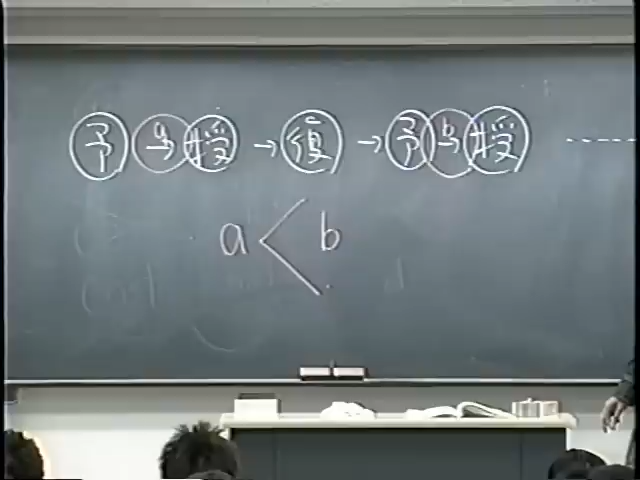 予 授 → 復 → 予 授 -----
a < b